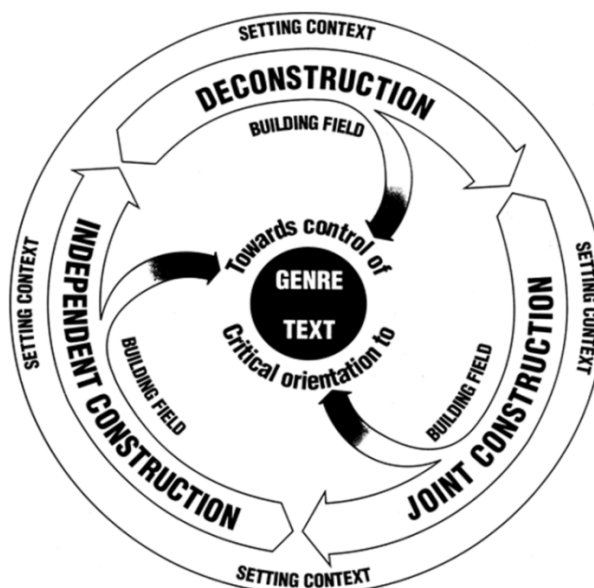 SETTING CONTEXT
DECONSTRUCTION
BUILDING FIELD
SETTING CONTEXT
INDEPENDENT CONSTRUCTION
BUILDING FIELD
Towards control of
GENRE
TEXT
Critical orientation to
BUILDING FIELD
JOINT CONSTRUCTION
SETTING CONTEXT
SETTING CONTEXT